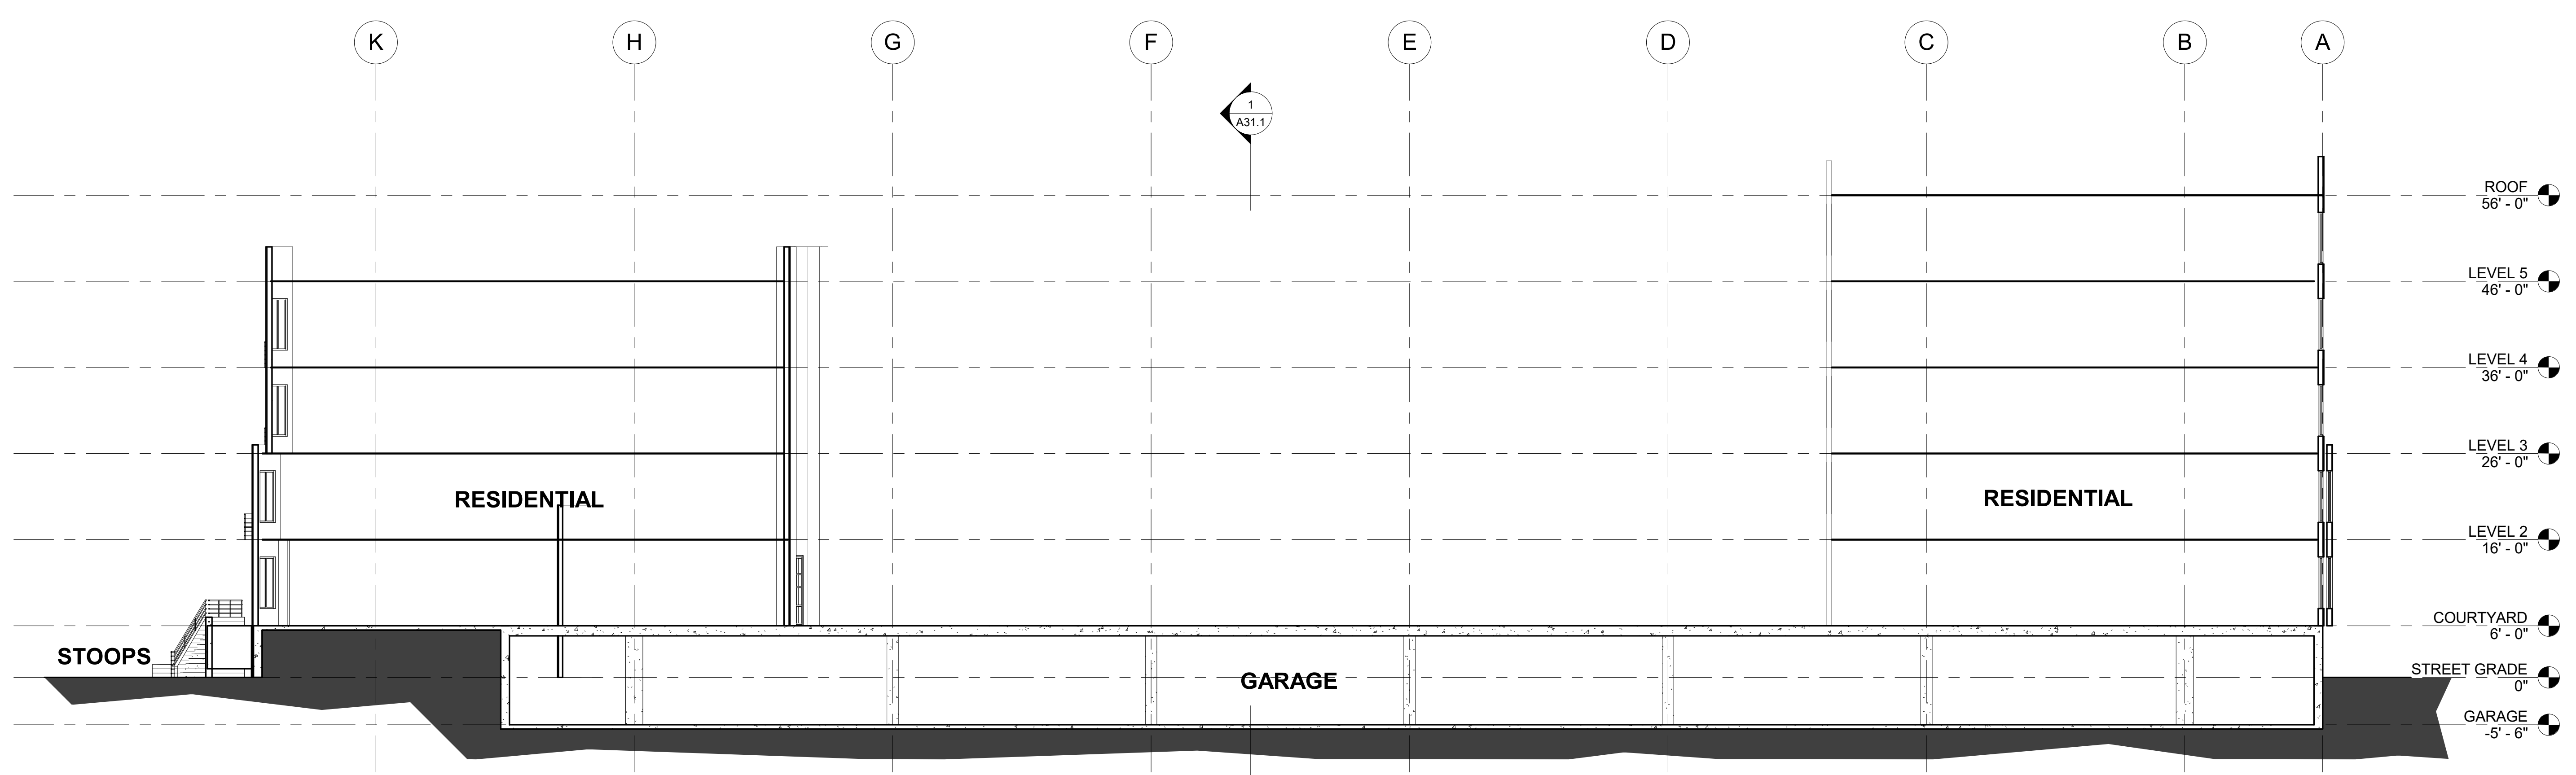 K H G F E D C B A
1
A31.1
ROOF
56' - 0"
LEVEL 5
46' - 0"
LEVEL 4
36' - 0"
LEVEL 3
26' - 0"
RESIDENTIAL RESIDENTIAL
LEVEL 2
16' - 0"
COURTYARD
6' - 0"
STOOPS
STREET GRADE
0"
GARAGE
GARAGE
-5' - 6"